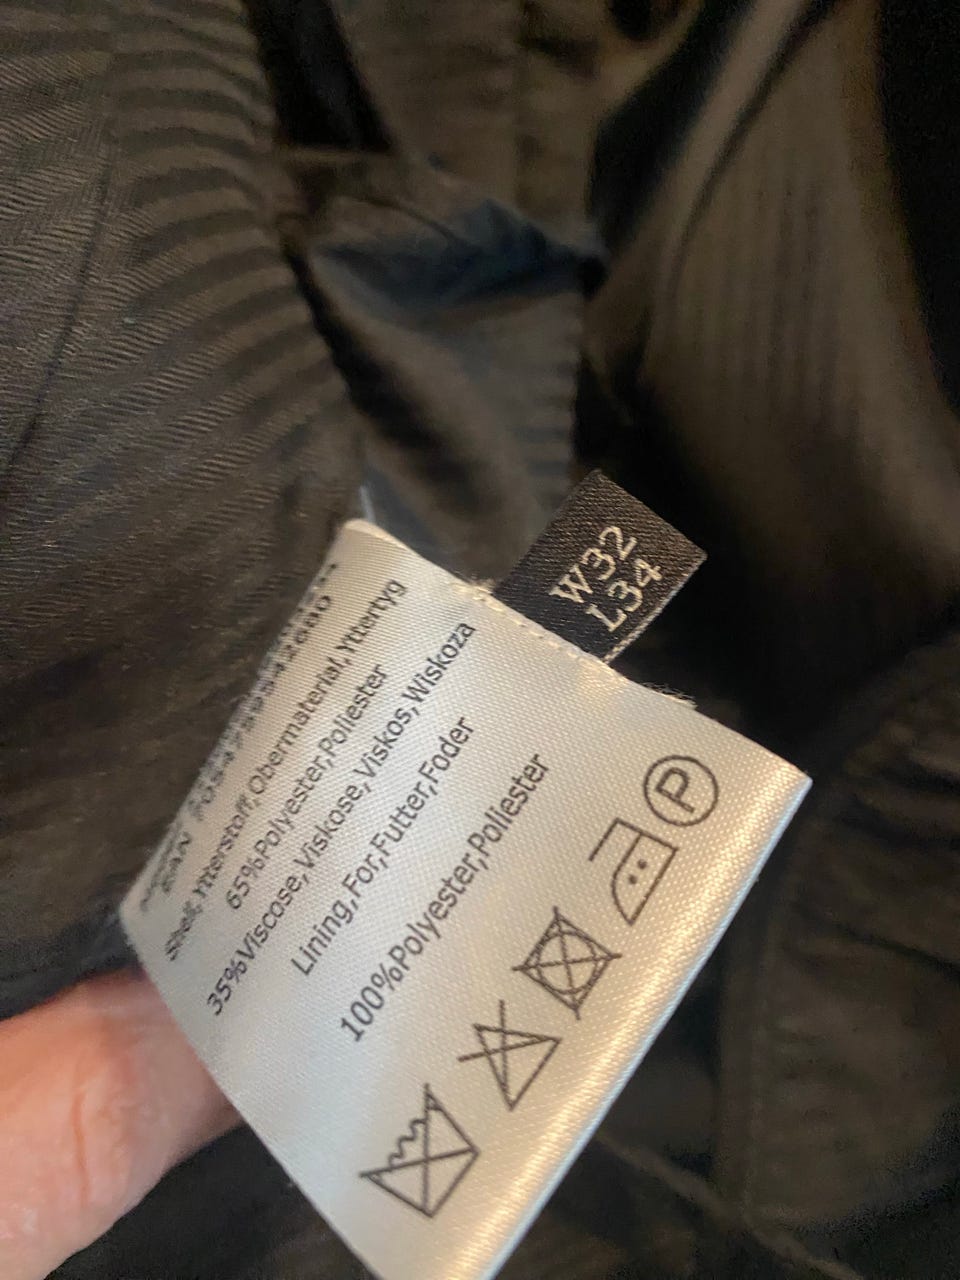 W32
L34
EAN
Shell, Ytterstoff, Obermaterial, Yttertyg
65%Polyester,Poliester
35%Viscose,Viskose,Viskos,Wiskoza
Lining,For,Futter,Foder
100%Polyester,Poliester
P